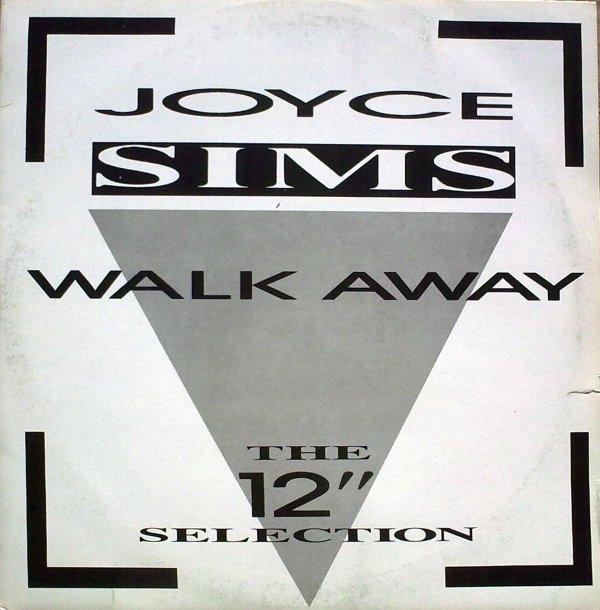 JOYCE
SIMS
WALK AWAY
THE
12"
SELECTION